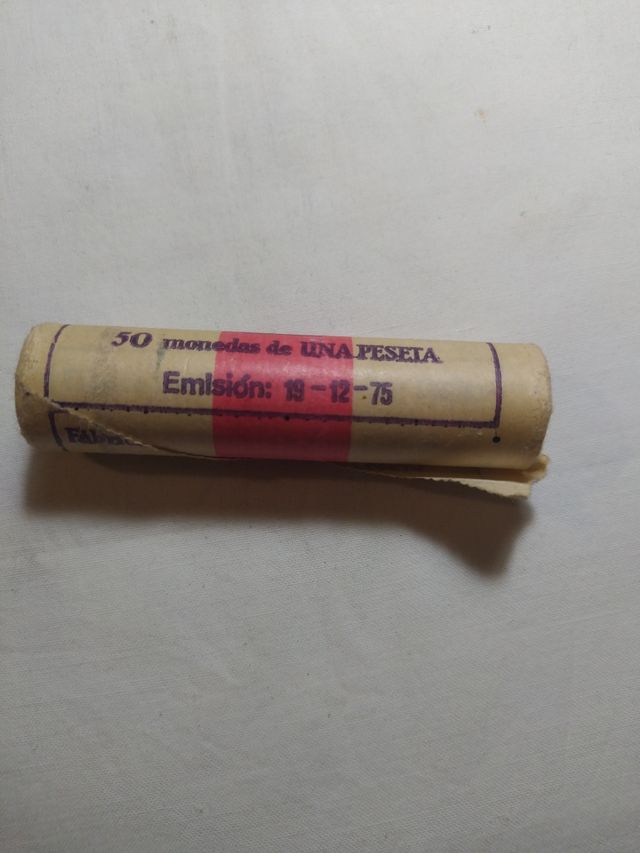 50 monedas de UNA PESETA
Emisión: 19-12-75